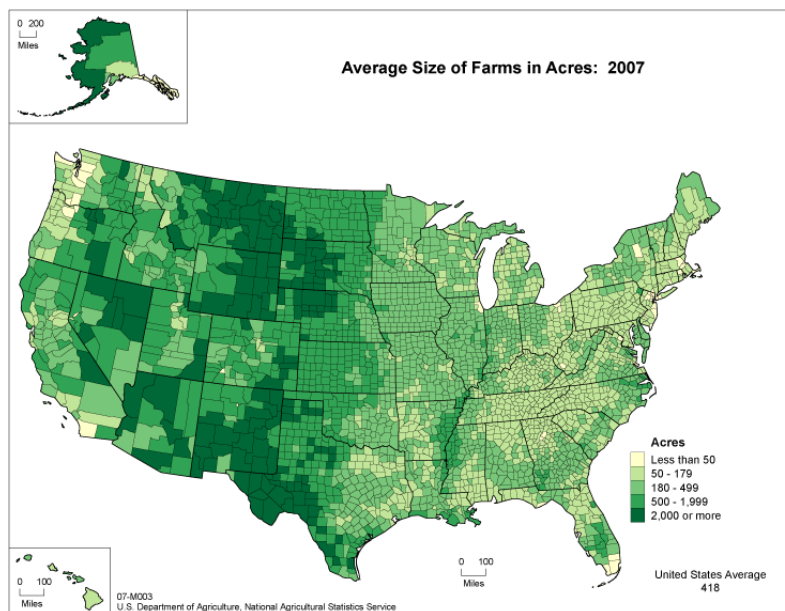 0 200
Miles
Average Size of Farms in Acres: 2007
Acres
Less than 50
50 - 179
180 - 499
500 - 1,999
2,000 or more
0 100
Miles
0 100
Miles
United States Average
418
07-M003
U.S. Department of Agriculture, National Agricultural Statistics Service